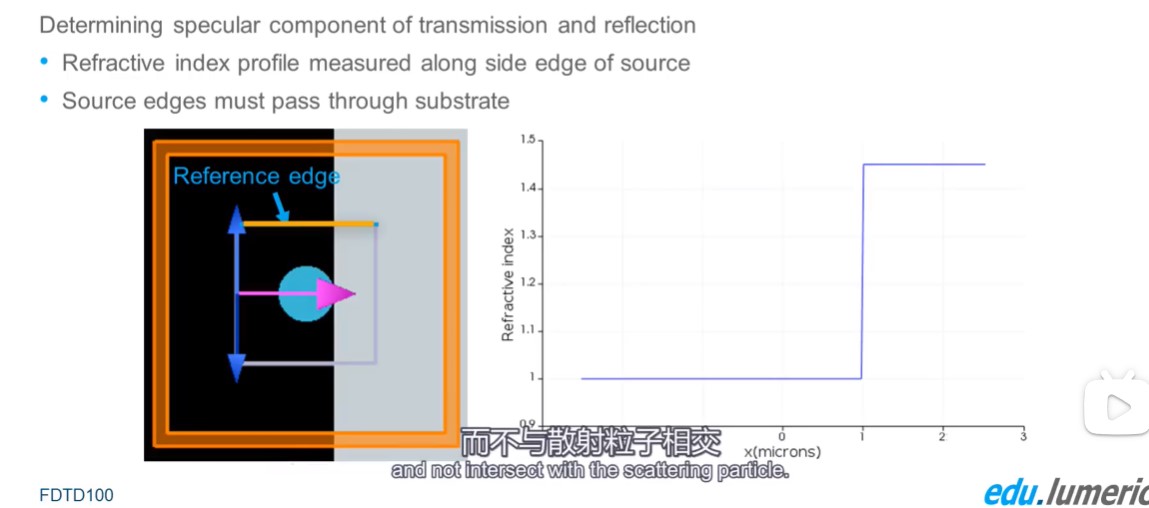 Determining specular component of transmission and reflection
• Refractive index profile measured along side edge of source
• Source edges must pass through substrate
Reference edge
Refractive index
1.5
1.4
1.3
1.2
1.1
1
0.9
0
1
2
3
x(microns)
而不与散射粒子相交
and not intersect with the scattering particle.
FDTD100
edu.lumeric